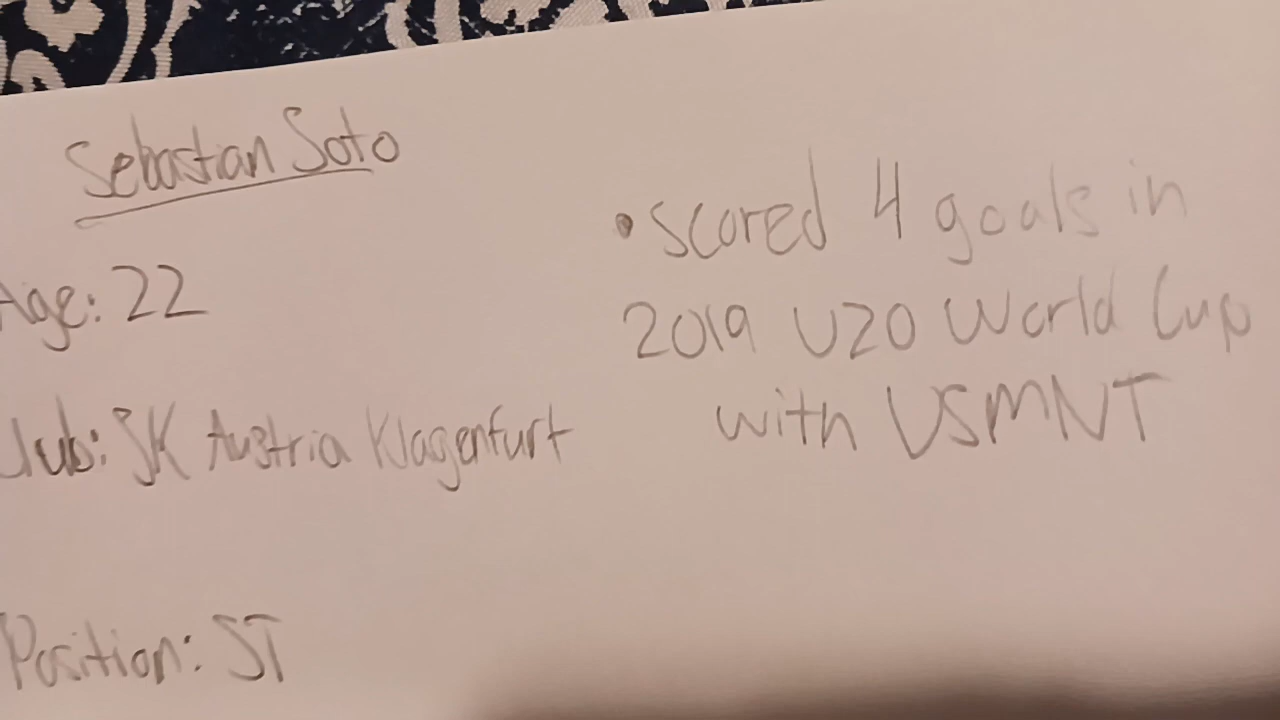 Sebastian Soto
Age: 22
Club: SK Austria Klagenfurt
Position: ST
• scored 4 goals in
2019 U20 World Cup
with USMNT